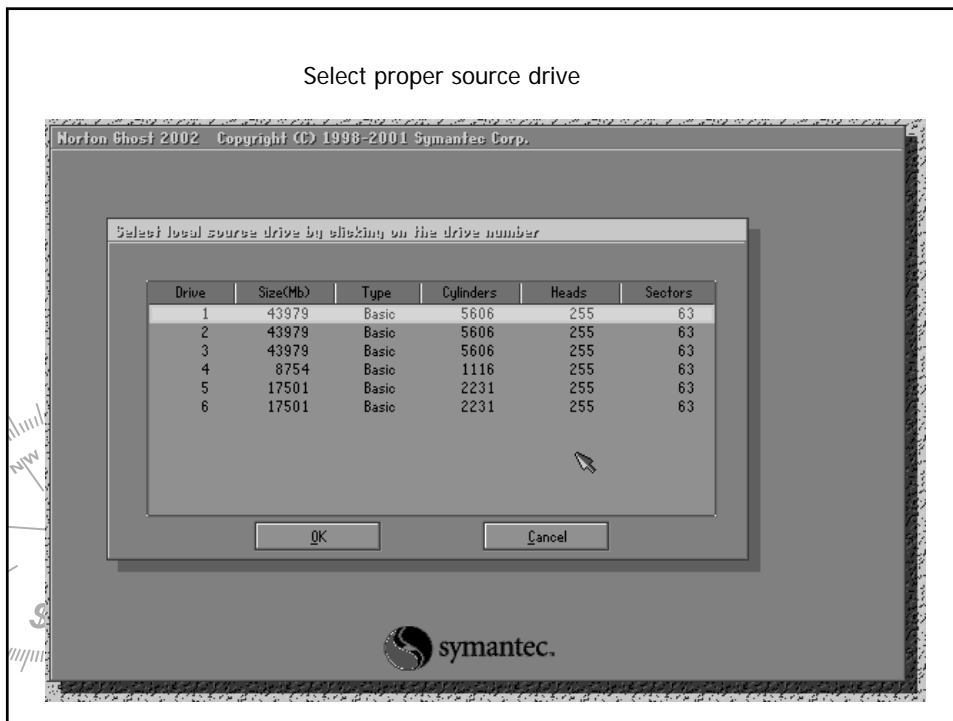 Select proper source drive
Norton Ghost 2002 Copyright (C) 1998-2001 Symantec Corp.
Select local source drive by clicking on the drive number
Drive Size(Mb) Type Cylinders Heads Sectors
1 43979 Basic 5606 255 63
2 43979 Basic 5606 255 63
3 43979 Basic 5606 255 63
4 8754 Basic 1116 255 63
5 17501 Basic 2231 255 63
6 17501 Basic 2231 255 63
NW
OK Cancel
S
symantec.